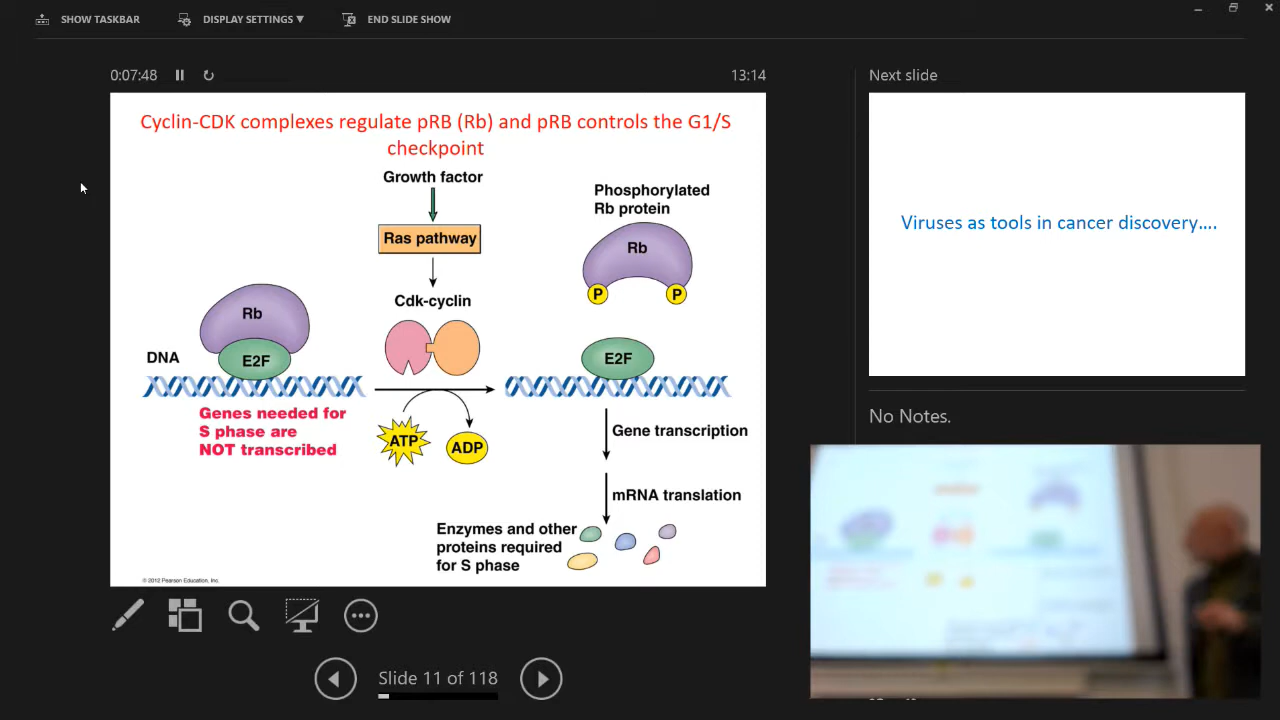 SHOW TASKBAR
DISPLAY SETTINGS ▼
END SLIDE SHOW
0:07:48
13:14
Next slide
Cyclin-CDK complexes regulate pRB (Rb) and pRB controls the G1/S
checkpoint
Growth factor
Ras pathway
Cdk-cyclin
Phosphorylated
Rb protein
Rb
P
P
Rb
E2F
DNA
E2F
Genes needed for
S phase are
NOT transcribed
ATP
ADP
Gene transcription
mRNA translation
Enzymes and other
proteins required
for S phase
© 2012 Pearson Education, Inc.
Viruses as tools in cancer discovery....
No Notes.
Slide 11 of 118